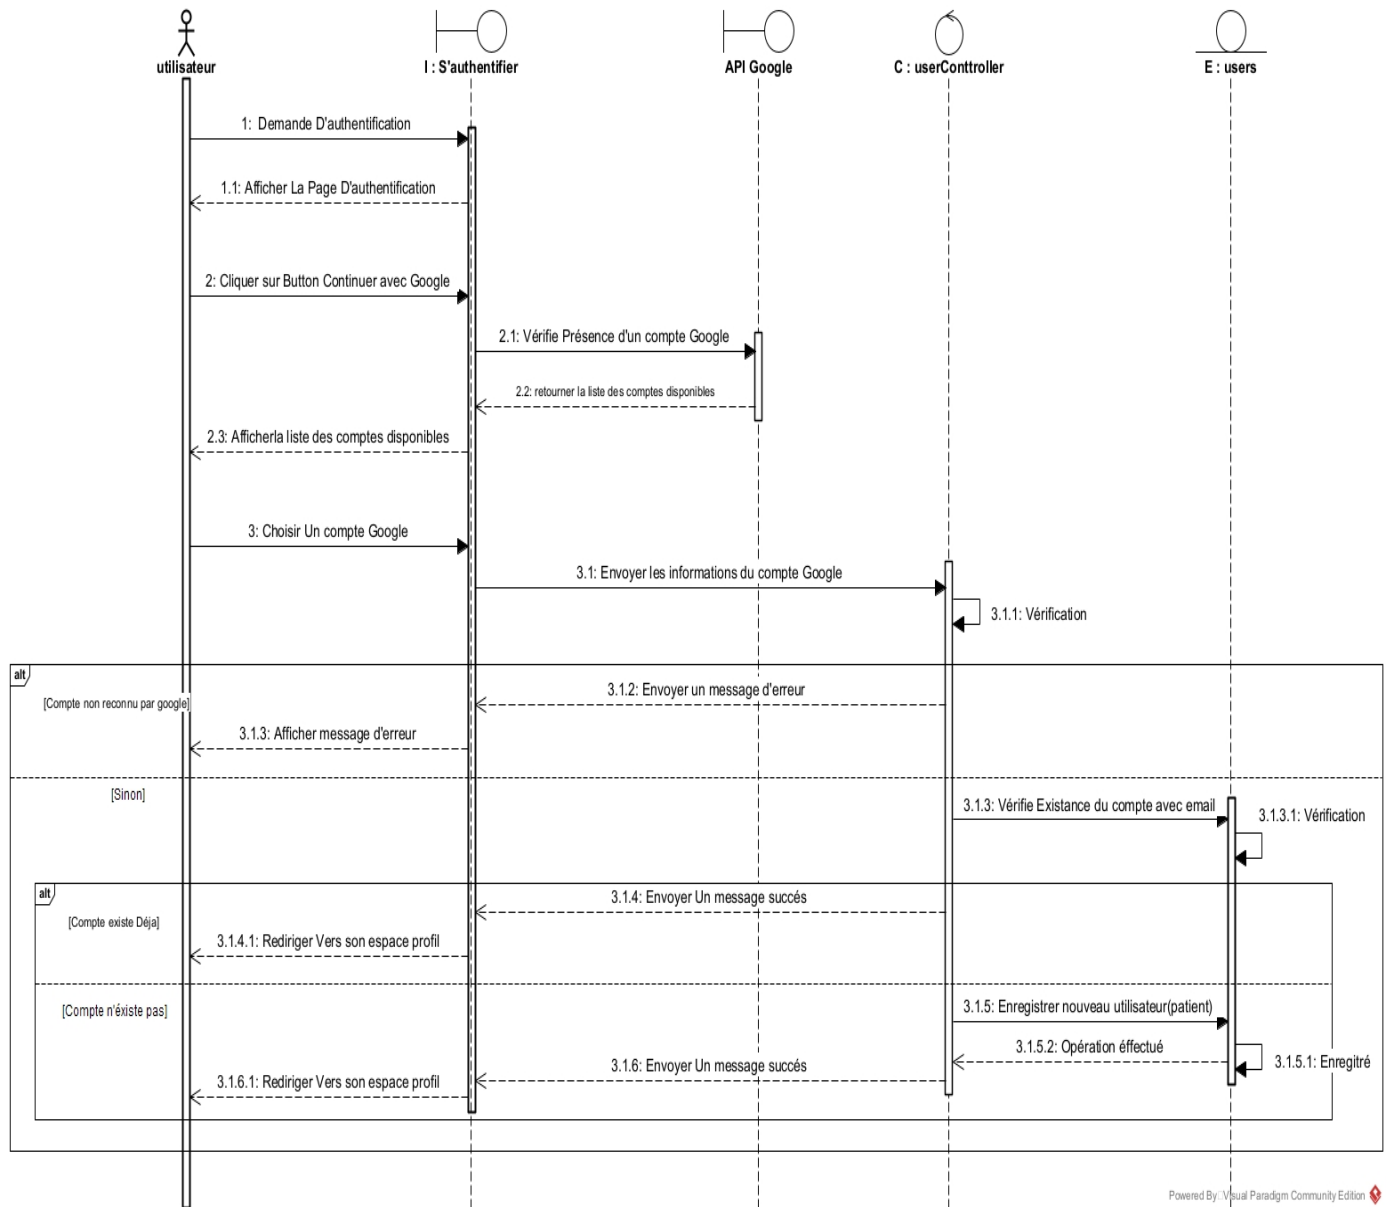 utilisateur
I : S'authentifier
API Google
C : userConttroller
E : users
1: Demande D'authentification
1.1: Afficher La Page D'authentification
2: Cliquer sur Button Continuer avec Google
2.1: Vérifie Présence d'un compte Google
2.2: retourner la liste des comptes disponibles
2.3: Afficherla liste des comptes disponibles
3: Choisir Un compte Google
3.1: Envoyer les informations du compte Google
3.1.1: Vérification
alt
[Compte non reconnu par google]
3.1.2: Envoyer un message d'erreur
3.1.3: Afficher message d'erreur
[Sinon]
3.1.3: Vérifie Existance du compte avec email
3.1.3.1: Vérification
alt
[Compte existe Déja]
3.1.4: Envoyer Un message succés
3.1.4.1: Rediriger Vers son espace profil
[Compte n'éxiste pas]
3.1.5: Enregistrer nouveau utilisateur(patient)
3.1.5.2: Opération éffectué
3.1.5.1: Enregitré
3.1.6: Envoyer Un message succés
3.1.6.1: Rediriger Vers son espace profil
Powered By Visual Paradigm Community Edition